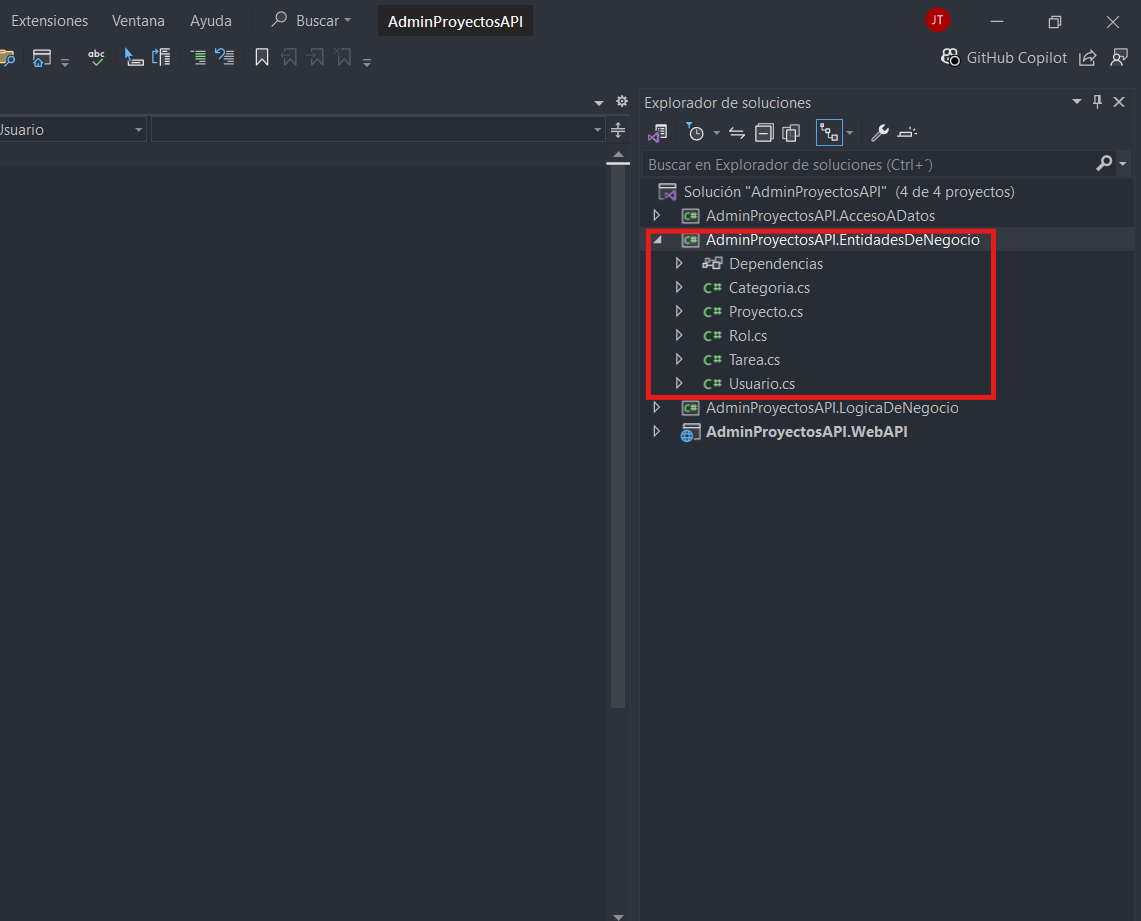 Extensiones Ventana Ayuda Buscar AdminProyectosAPI JT
abc GitHub Copilot
Explorador de soluciones
Usuario
Buscar en Explorador de soluciones (Ctrl+´)
Solución "AdminProyectosAPI" (4 de 4 proyectos)
C# AdminProyectosAPI.AccesoADatos
C# AdminProyectosAPI.EntidadesDeNegocio
Dependencias
C# Categoria.cs
C# Proyecto.cs
C# Rol.cs
C# Tarea.cs
C# Usuario.cs
C# AdminProyectosAPI.LogicaDeNegocio
AdminProyectosAPI.WebAPI